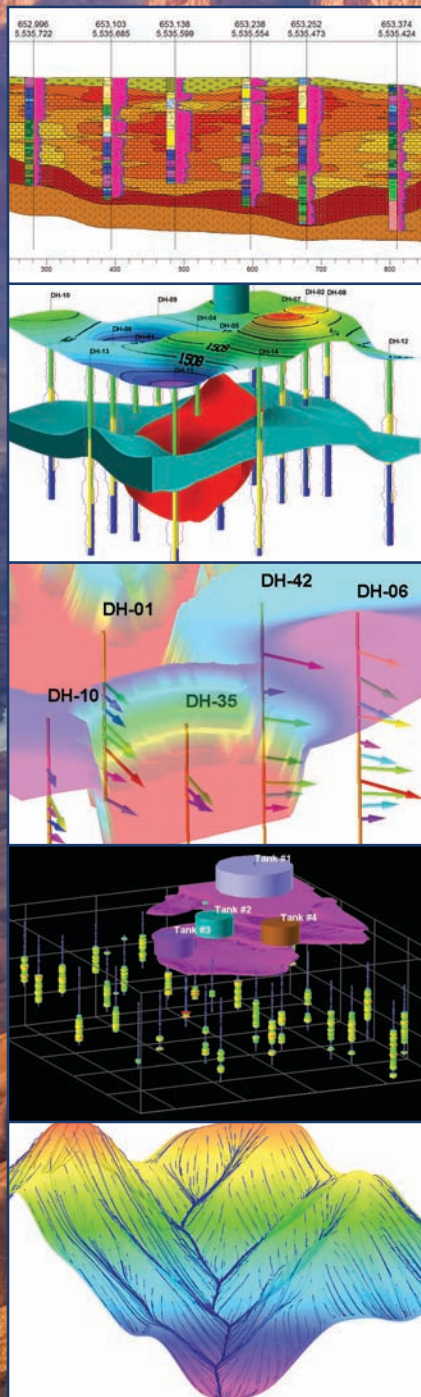 652,996 653,103 653,138 653,238 653,252 653,374
5,535,722 5,535,685 5,535,599 5,535,554 5,535,473 5,535,424
300 400 500 600 700 800
DH-10
DH-09
DH-02 DH-08
DH-07
DH-04
DH-05
DH-13
DH-14
DH-12
1508
1508
DH-42
DH-06
DH-01
DH-10
DH-35
Tank #1
Tank #2
Tank #4
Tank #3